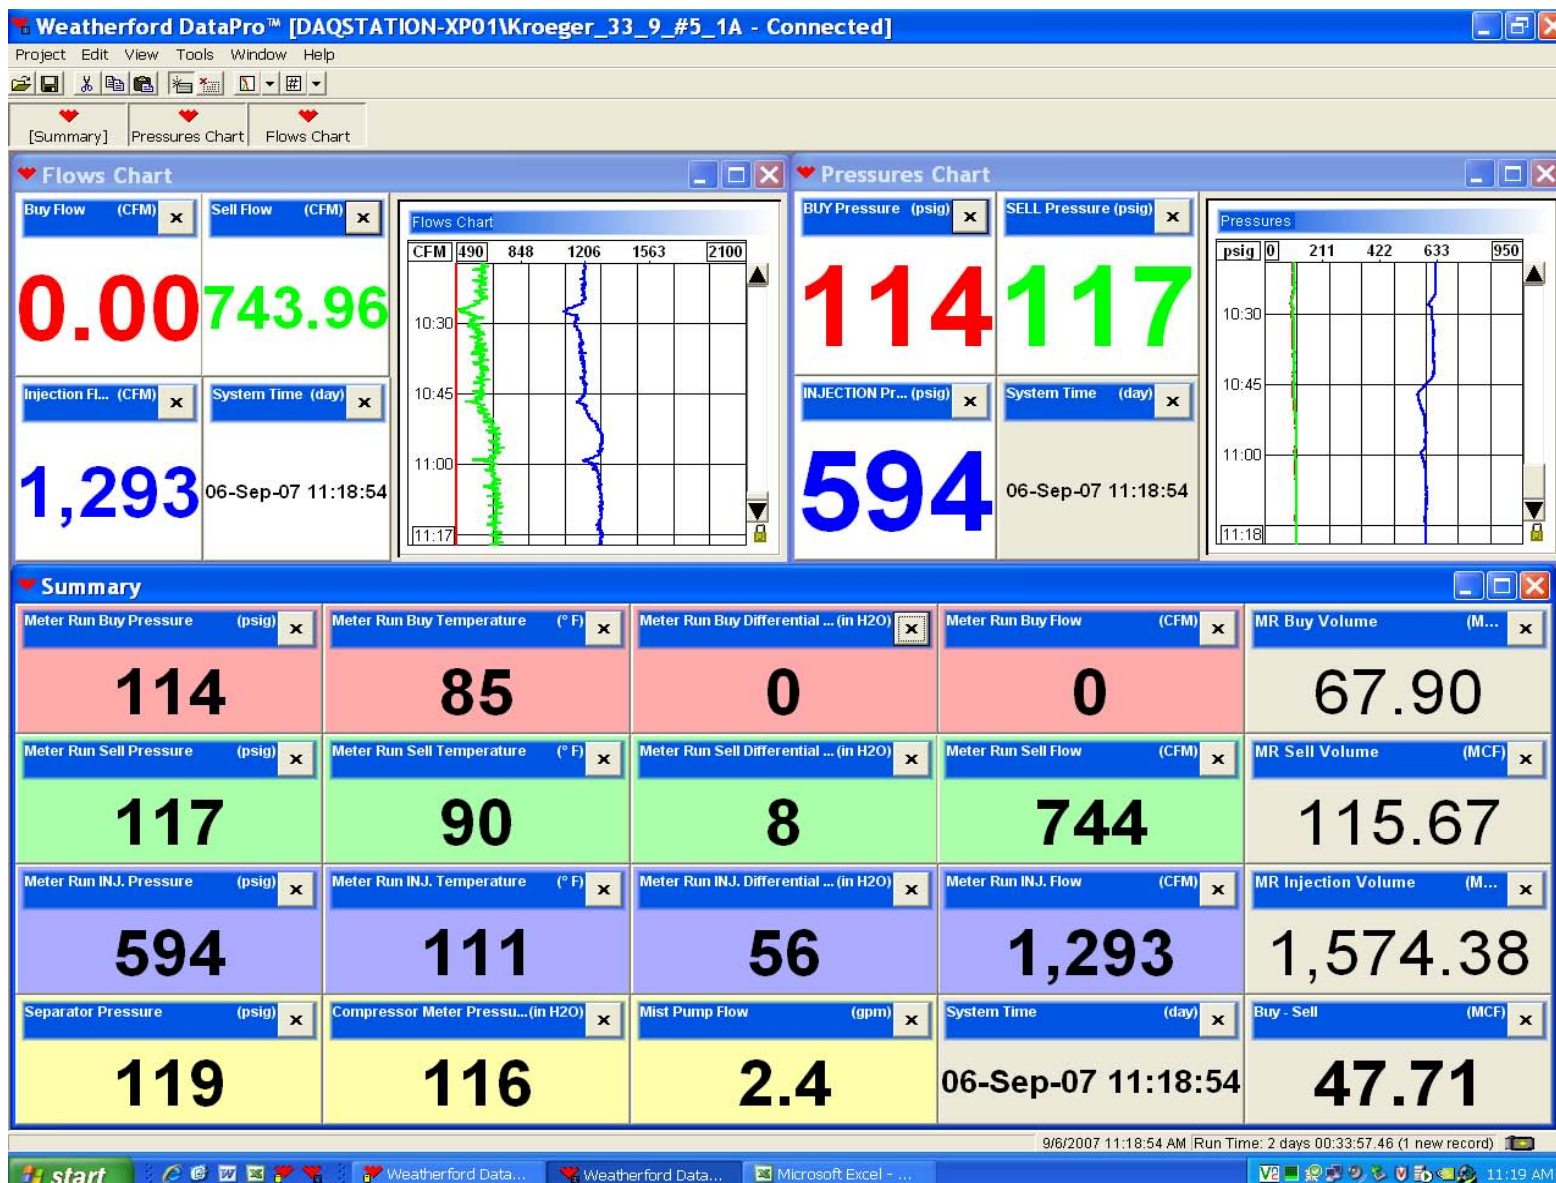 Weatherford DataPro™ [DAQSTATION-XP01\Kroeger_33_9_#5_1A - Connected]
Project Edit View Tools Window Help
[Summary] Pressures Chart Flows Chart
Flows Chart
Buy Flow (CFM) Sell Flow (CFM)
0.00 743.96
Injection Fl... (CFM) System Time (day)
1,293 06-Sep-07 11:18:54
Flows Chart
CFM 490 848 1206 1563 2100
10:30
10:45
11:00
11:17
Pressures Chart
BUY Pressure (psig) SELL Pressure (psig)
114 117
INJECTION Pr... (psig) System Time (day)
594 06-Sep-07 11:18:54
Pressures
psig 0 211 422 633 950
10:30
10:45
11:00
11:18
Summary
Meter Run Buy Pressure (psig) Meter Run Buy Temperature (° F) Meter Run Buy Differential ... (in H2O) Meter Run Buy Flow (CFM) MR Buy Volume (M...
114 85 0 0 67.90
Meter Run Sell Pressure (psig) Meter Run Sell Temperature (° F) Meter Run Sell Differential ... (in H2O) Meter Run Sell Flow (CFM) MR Sell Volume (MCF)
117 90 8 744 115.67
Meter Run INJ. Pressure (psig) Meter Run INJ. Temperature (° F) Meter Run INJ. Differential ... (in H2O) Meter Run INJ. Flow (CFM) MR Injection Volume (M...
594 111 56 1,293 1,574.38
Separator Pressure (psig) Compressor Meter Pressu...(in H2O) Mist Pump Flow (gpm) System Time (day) Buy - Sell (MCF)
119 116 2.4 06-Sep-07 11:18:54 47.71
9/6/2007 11:18:54 AM Run Time: 2 days 00:33:57.46 (1 new record)
start Weatherford Data... Weatherford Data... Microsoft Excel - ... 11:19 AM